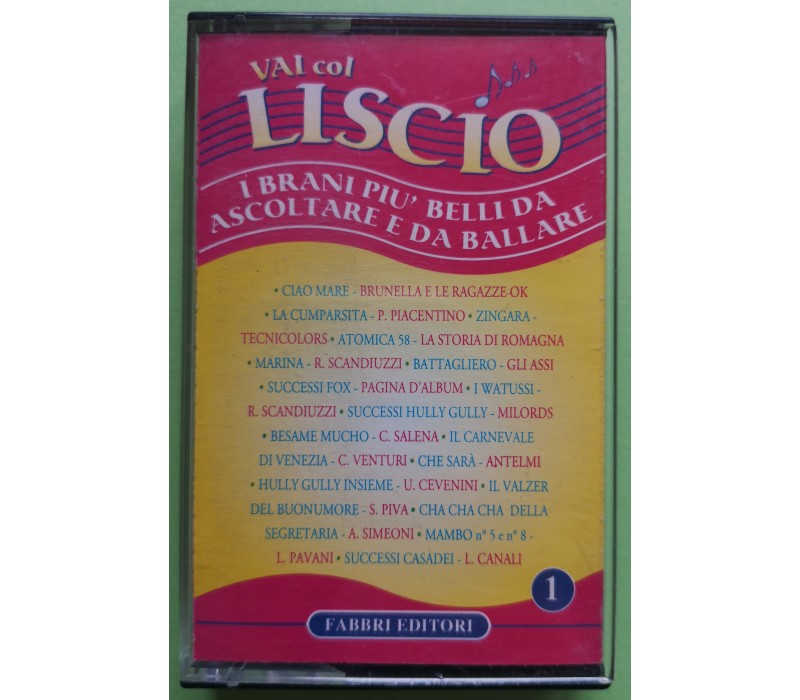 VAI col
LISCIO
I BRANI PIU' BELLI DA
ASCOLTARE E DA BALLARE
• CIAO MARE - BRUNELLA E LE RAGAZZE OK
• LA CUMPARSITA - P. PIACENTINO • ZINGARA -
TECNICOLORS • ATOMICA 58 - LA STORIA DI ROMAGNA
• MARINA - R. SCANDIUZZI • BATTAGLIERO - GLI ASSI
• SUCCESSI FOX - PAGINA D'ALBUM • I WATUSSI -
R. SCANDIUZZI • SUCCESSI HULLY GULLY - MILORDS
• BESAME MUCHO - C. SALENA • IL CARNEVALE
DI VENEZIA - C. VENTURI • CHE SARÀ - ANTELMI
• HULLY GULLY INSIEME - U. CEVENINI • IL VALZER
DEL BUONUMORE - S. PIVA • CHA CHA CHA DELLA
SEGRETARIA - A. SIMEONI • MAMBO n° 5 e n° 8 -
L. PAVANI • SUCCESSI CASADEI - L. CANALI
1
FABBRI EDITORI